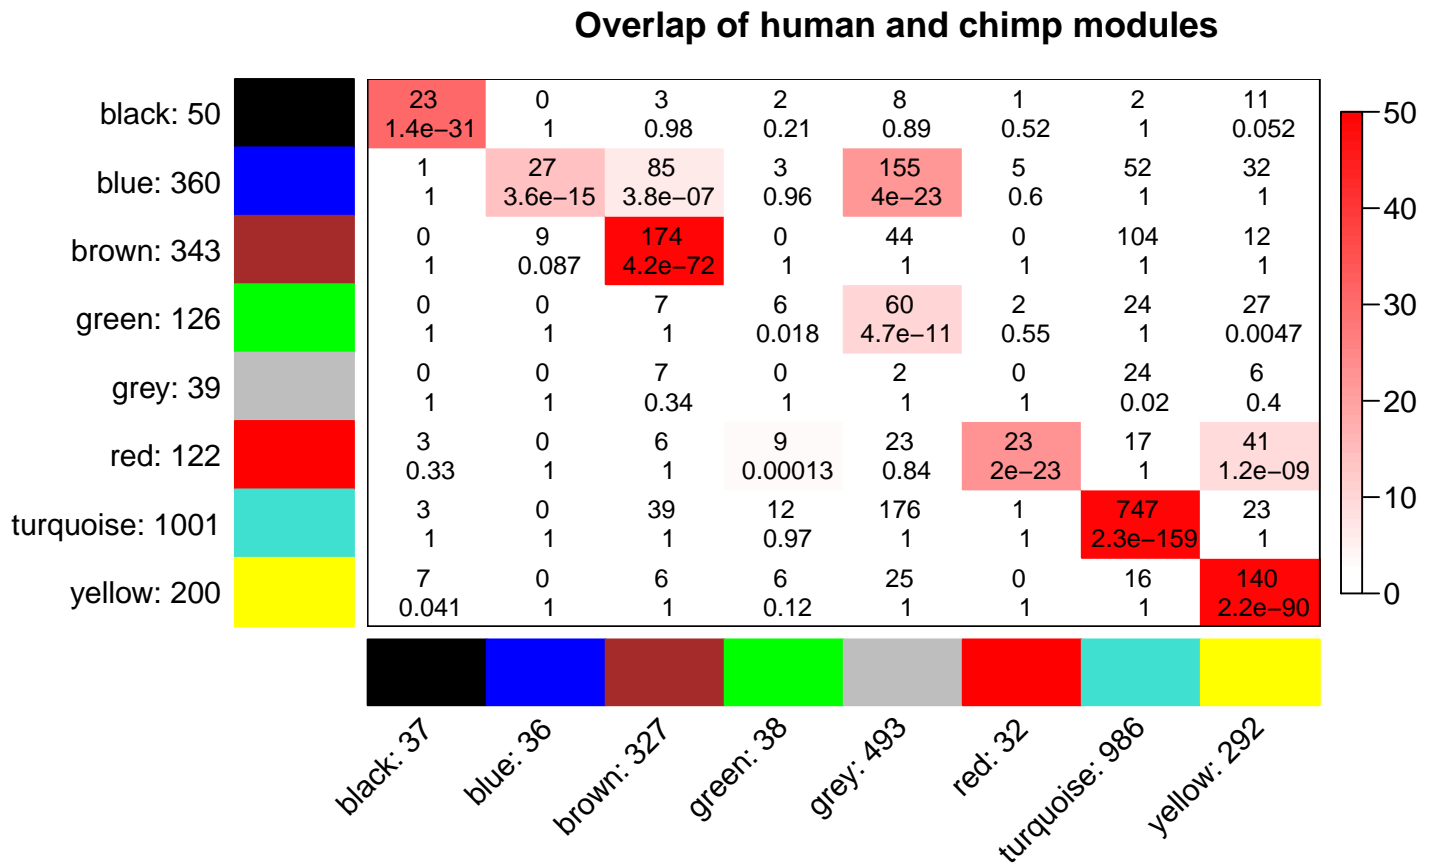 Overlap of human and chimp modules
black: 50
23 0 3 2 8 1 2 11
1.4e−31 1 0.98 0.21 0.89 0.52 1 0.052
blue: 360
1 27 85 3 155 5 52 32
1 3.6e−15 3.8e−07 0.96 4e−23 0.6 1 1
brown: 343
0 9 174 0 44 0 104 12
1 0.087 4.2e−72 1 1 1 1 1
green: 126
0 0 7 6 60 2 24 27
1 1 1 0.018 4.7e−11 0.55 1 0.0047
grey: 39
0 0 7 0 2 0 24 6
1 1 0.34 1 1 1 0.02 0.4
red: 122
3 0 6 9 23 23 17 41
0.33 1 1 0.00013 0.84 2e−23 1 1.2e−09
turquoise: 1001
3 0 39 12 176 1 747 23
1 1 1 0.97 1 1 2.3e−159 1
yellow: 200
7 0 6 6 25 0 16 140
0.041 1 1 0.12 1 1 1 2.2e−90
50
40
30
20
10
0
black: 37
blue: 36
brown: 327
green: 38
grey: 493
red: 32
turquoise: 986
yellow: 292